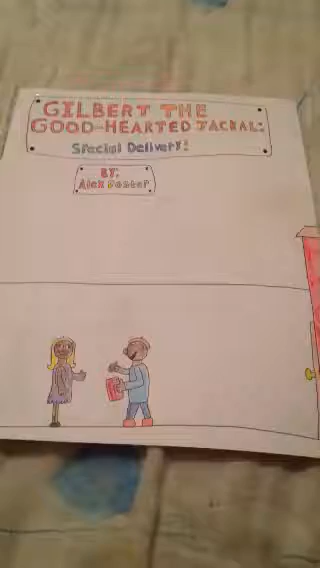 GILBERT THE
GOOD-HEARTED JACKAL:
Special Delivery!
BY:
Alex Foster